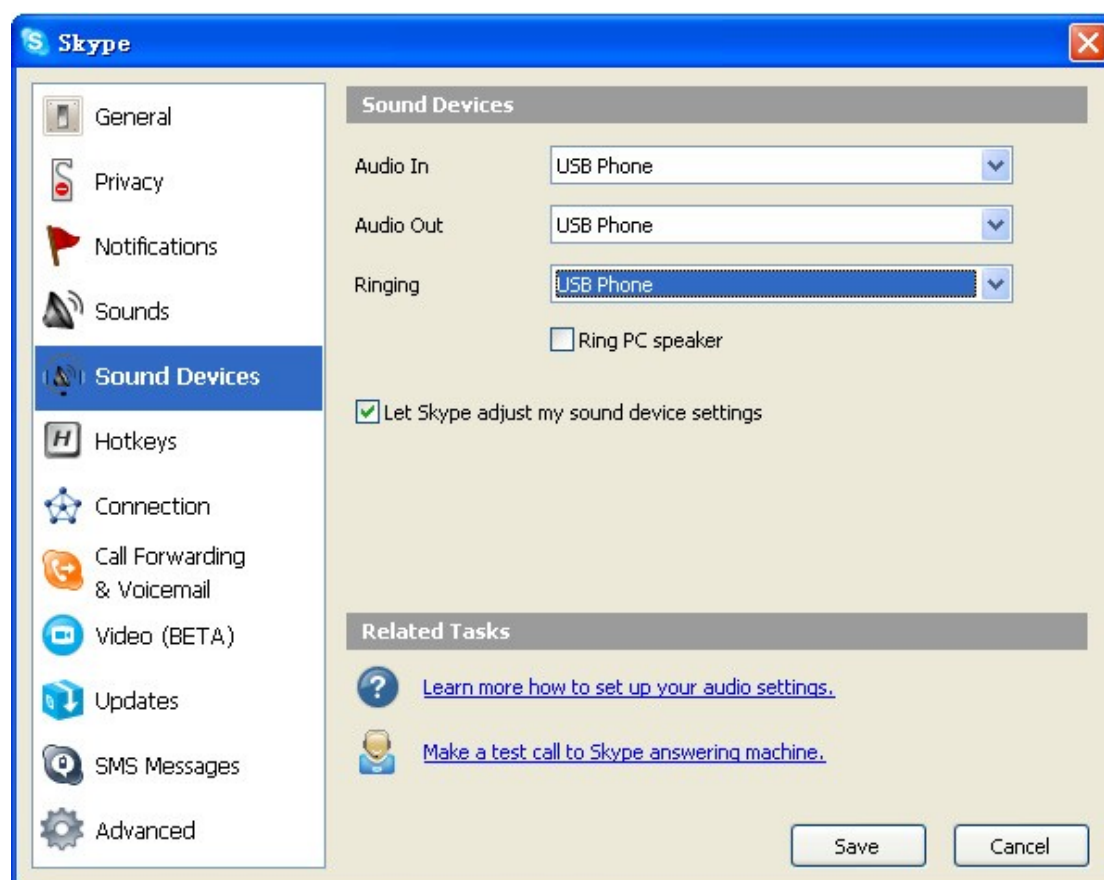 Skype
General
Privacy
Notifications
Sounds
Sound Devices
Hotkeys
Connection
Call Forwarding
& Voicemail
Video (BETA)
Updates
SMS Messages
Advanced
Sound Devices
Audio In
USB Phone
Audio Out
USB Phone
Ringing
USB Phone
Ring PC speaker
Let Skype adjust my sound device settings
Related Tasks
Learn more how to set up your audio settings.
Make a test call to Skype answering machine.
Save
Cancel